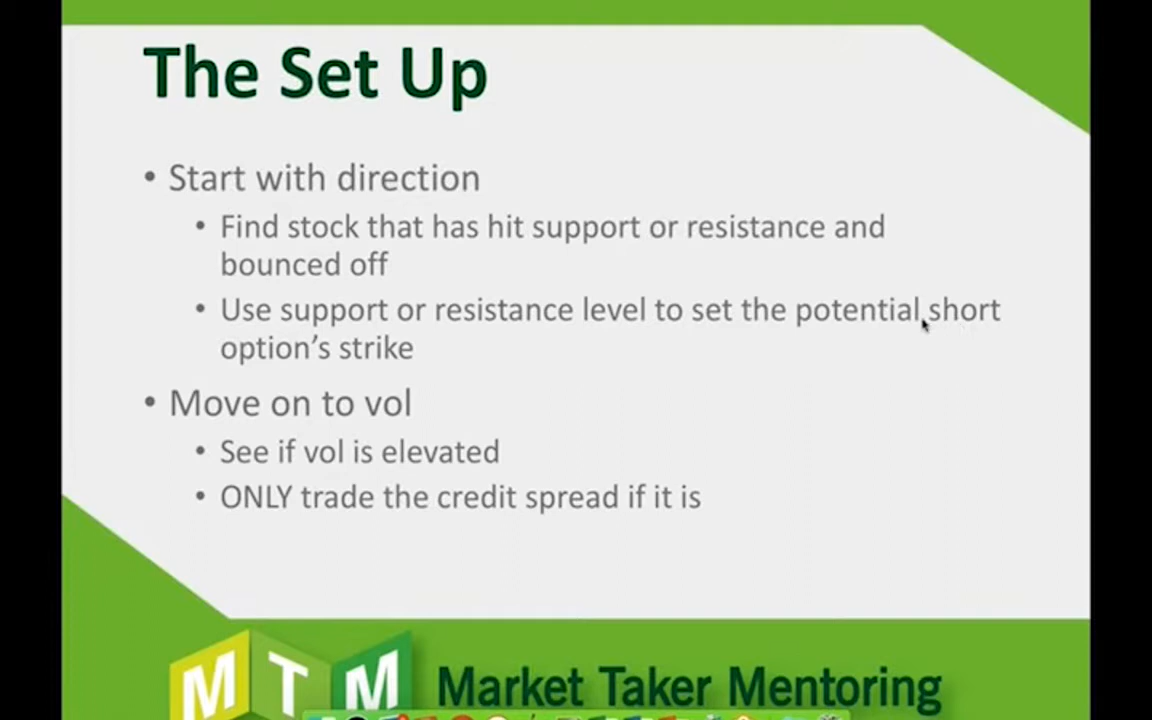 The Set Up
• Start with direction
• Find stock that has hit support or resistance and
bounced off
• Use support or resistance level to set the potential short
option's strike
• Move on to vol
• See if vol is elevated
• ONLY trade the credit spread if it is
MTM Market Taker Mentoring